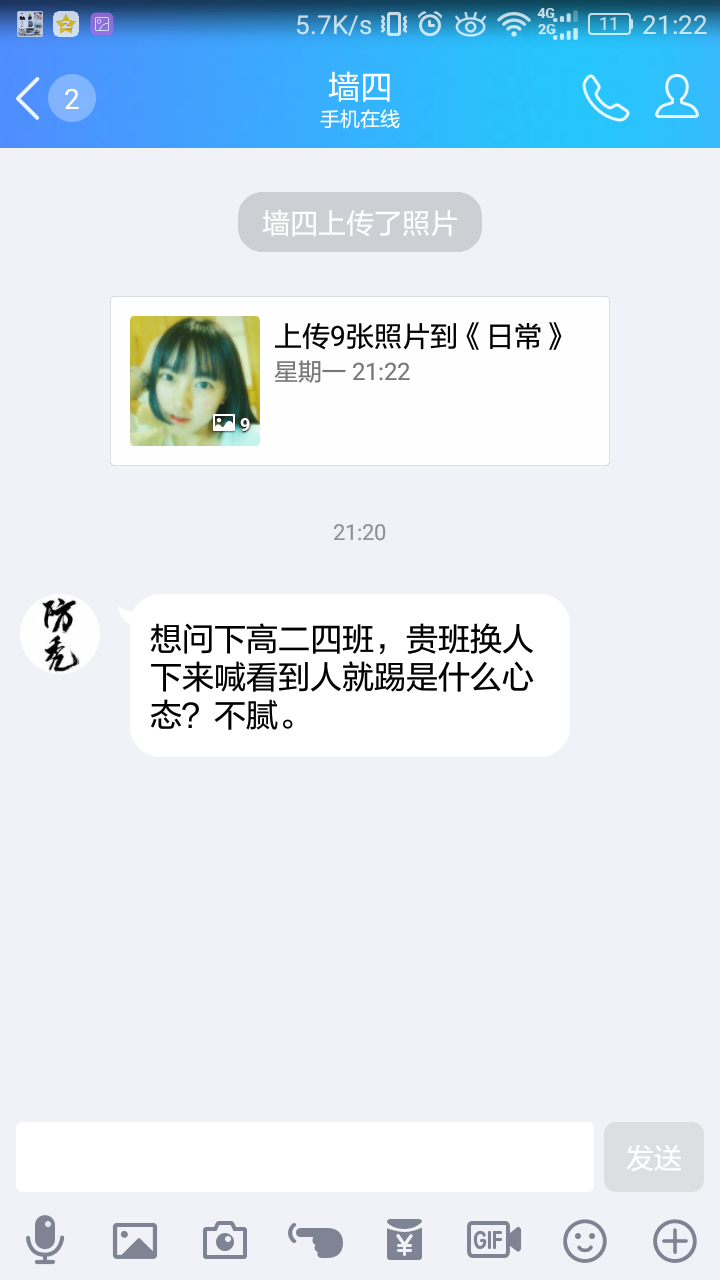 5.7K/s 4G 2G 11 21:22
2
墙四
手机在线
墙四上传了照片
上传9张照片到《日常》
星期一 21:22
9
21:20
防秃
想问下高二四班，贵班换人
下来喊看到人就踢是什么心
态？不腻。
发送
GIF